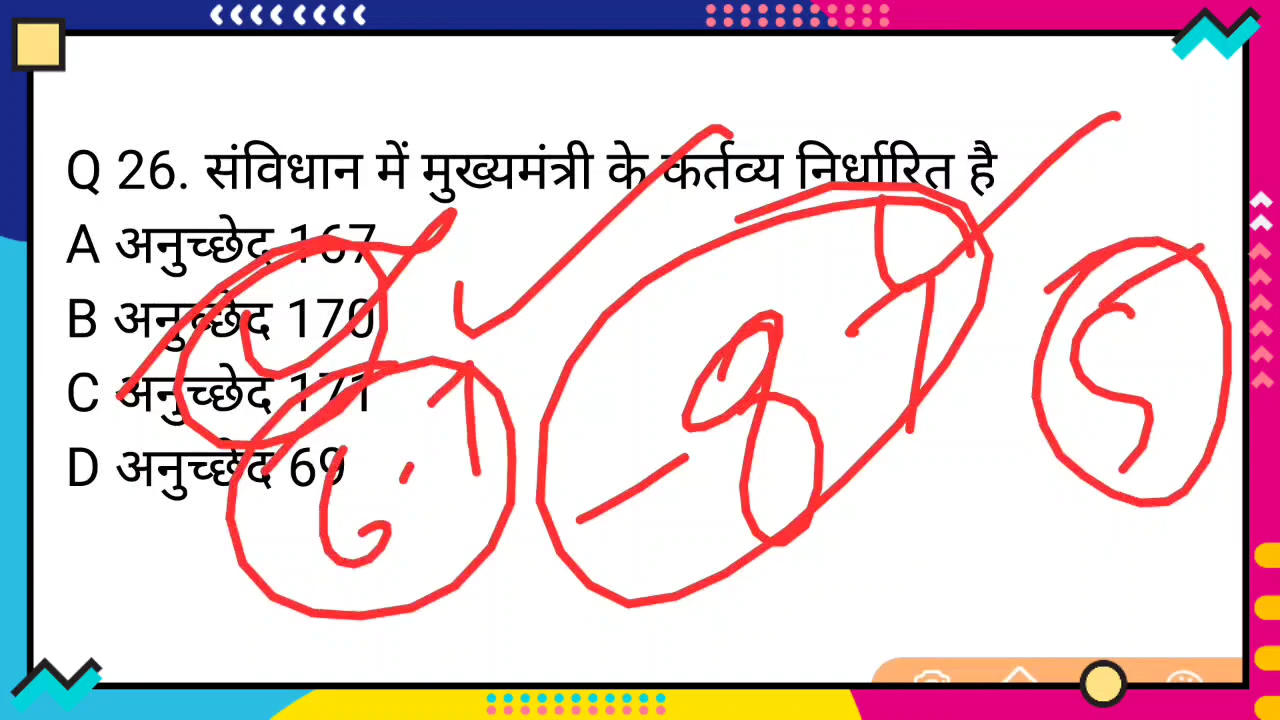 Q 26. संविधान में मुख्यमंत्री के कर्तव्य निर्धारित है
A अनुच्छेद 167
B अनुच्छेद 170
C अनुच्छेद 171
D अनुच्छेद 69